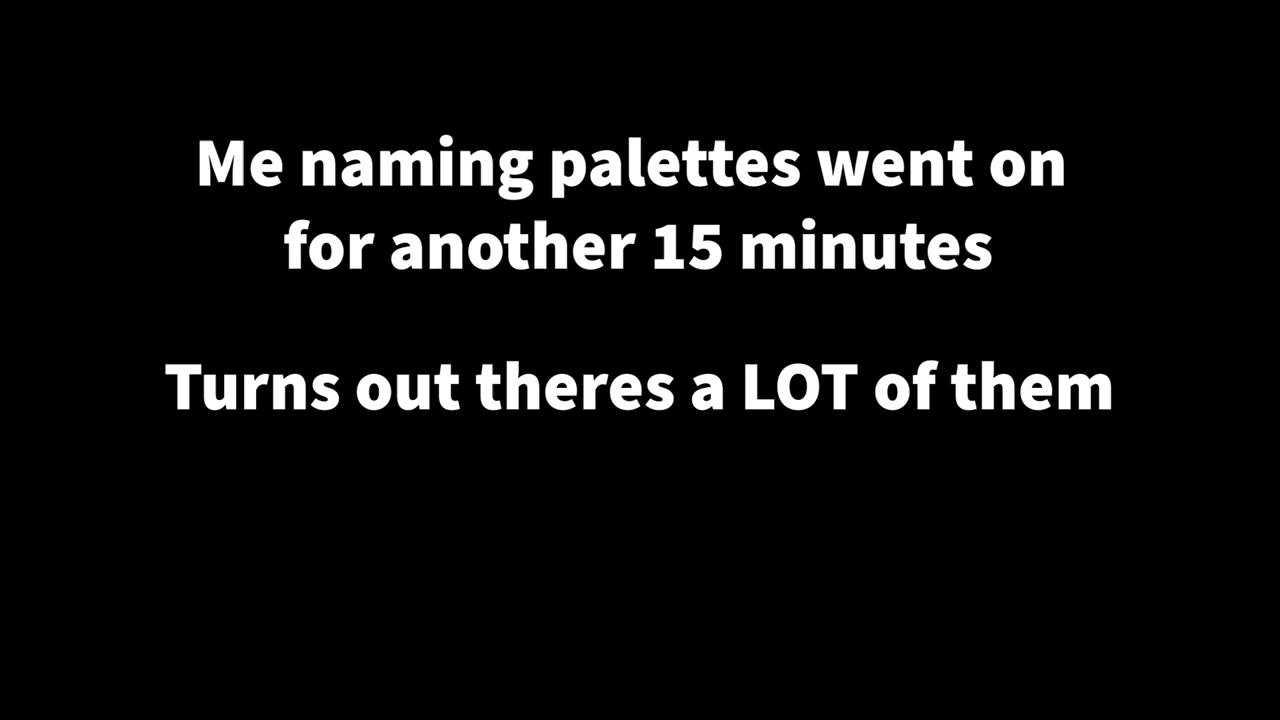 Me naming palettes went on
for another 15 minutes
Turns out theres a LOT of them